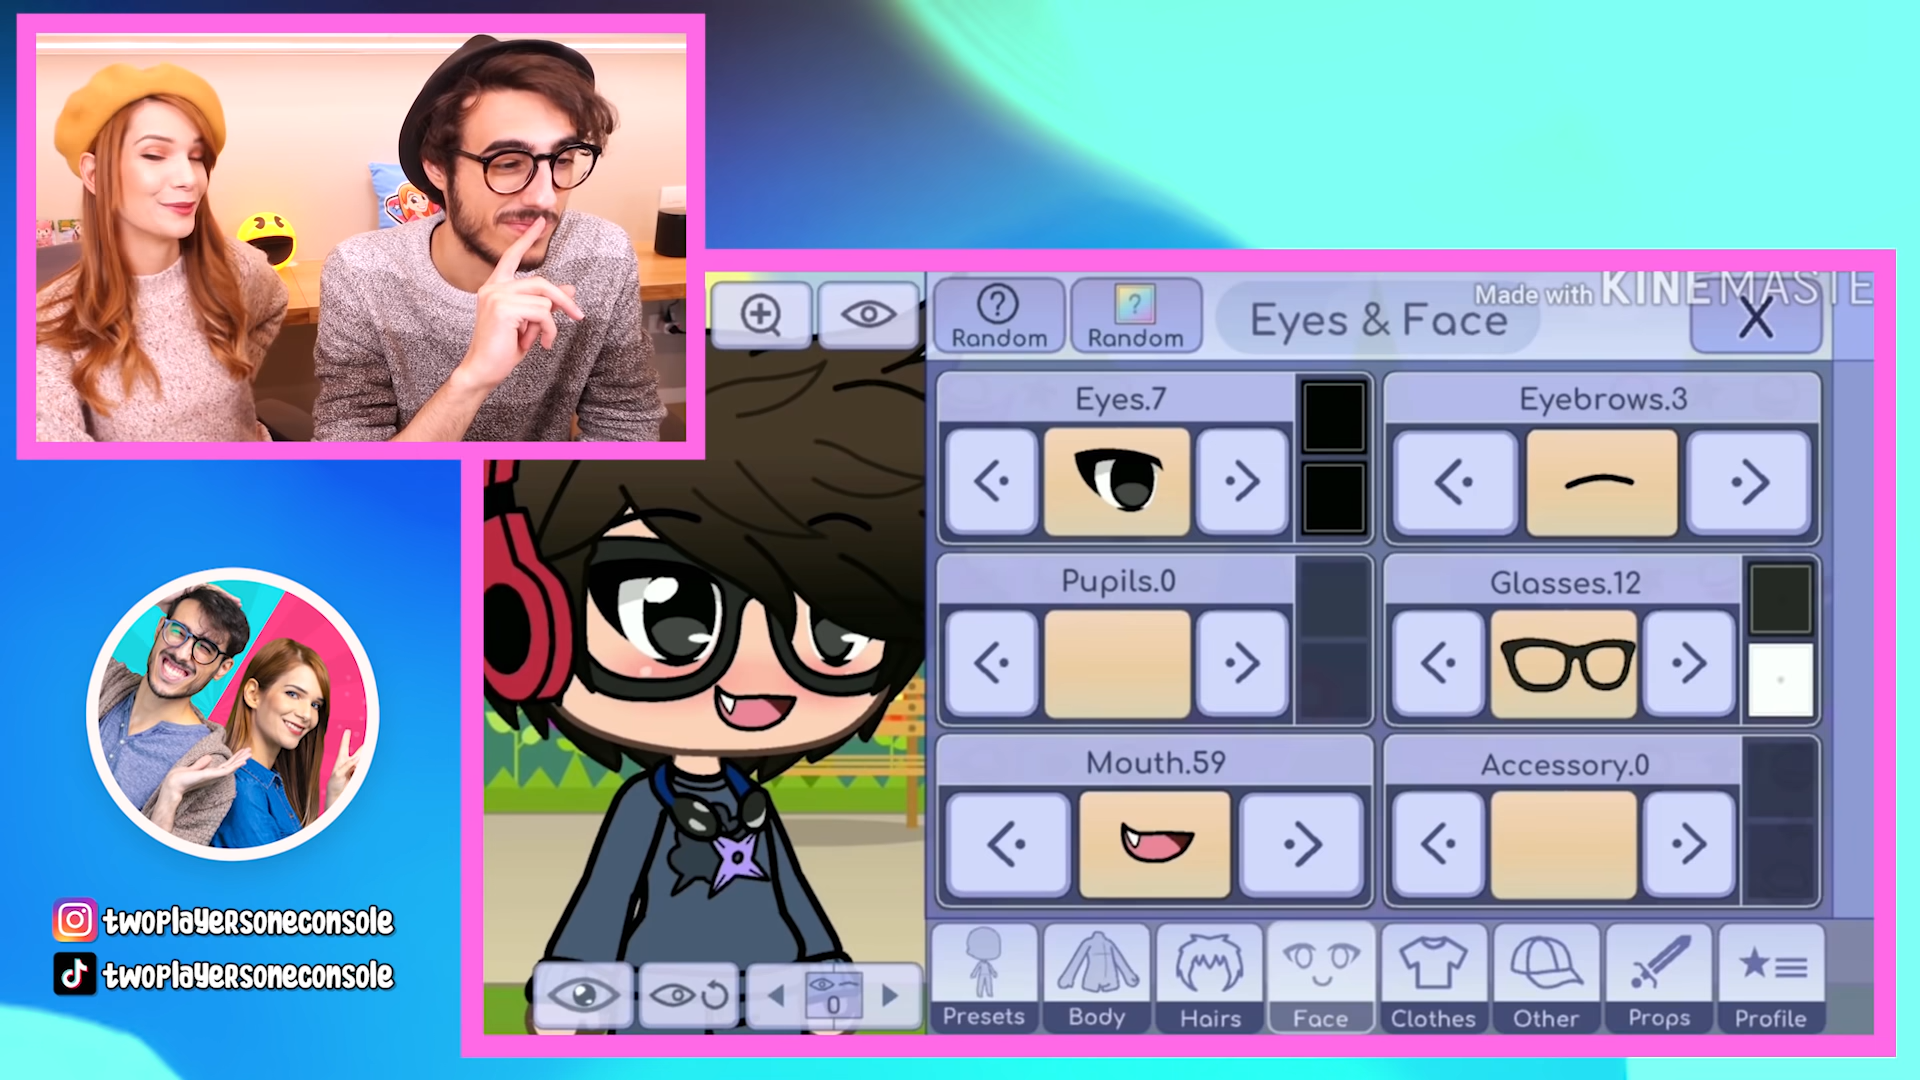 Made with KINEMASTE
Random
Random
Eyes & Face
X
Eyes.7
Eyebrows.3
Pupils.0
Glasses.12
Mouth.59
Accessory.0
0
Presets
Body
Hairs
Face
Clothes
Other
Props
Profile
twoplayersoneconsole
twoplayersoneconsole